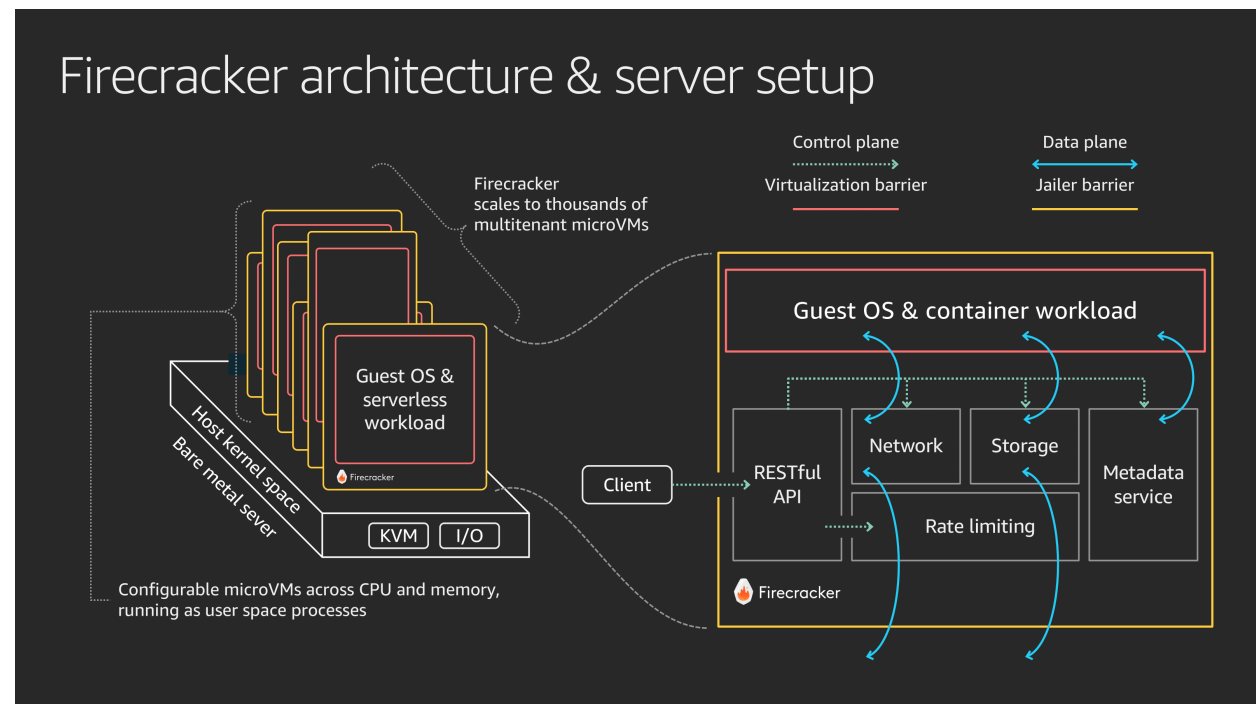 Firecracker architecture & server setup
Control plane
Data plane
Virtualization barrier
Jailer barrier
Firecracker
scales to thousands of
multitenant microVMs
Guest OS &
serverless
workload
Firecracker
Host kernel space
Bare metal sever
KVM
I/O
Configurable microVMs across CPU and memory,
running as user space processes
Guest OS & container workload
Client
RESTful
API
Network
Storage
Metadata
service
Rate limiting
Firecracker